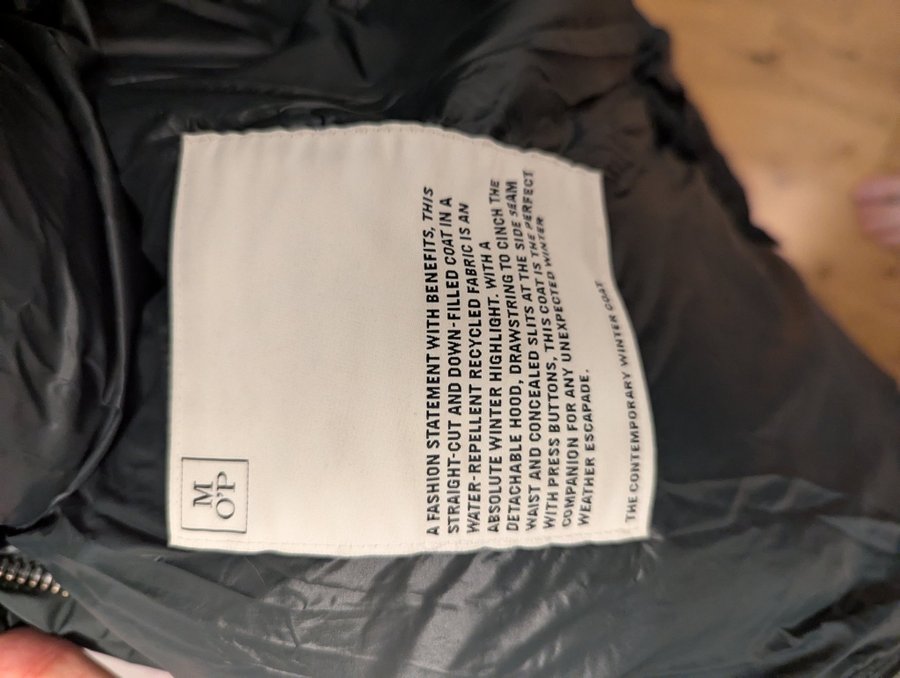 M
O'P
A FASHION STATEMENT WITH BENEFITS, THIS
STRAIGHT-CUT AND DOWN-FILLED COAT IN A
WATER-REPELLENT RECYCLED FABRIC IS AN
ABSOLUTE WINTER HIGHLIGHT. WITH A
DETACHABLE HOOD, DRAWSTRING TO CINCH THE
WAIST AND CONCEALED SLITS AT THE SIDE SEAM
WITH PRESS BUTTONS, THIS COAT IS THE PERFECT
COMPANION FOR ANY UNEXPECTED WINTER
WEATHER ESCAPADE.
THE CONTEMPORARY WINTER COAT